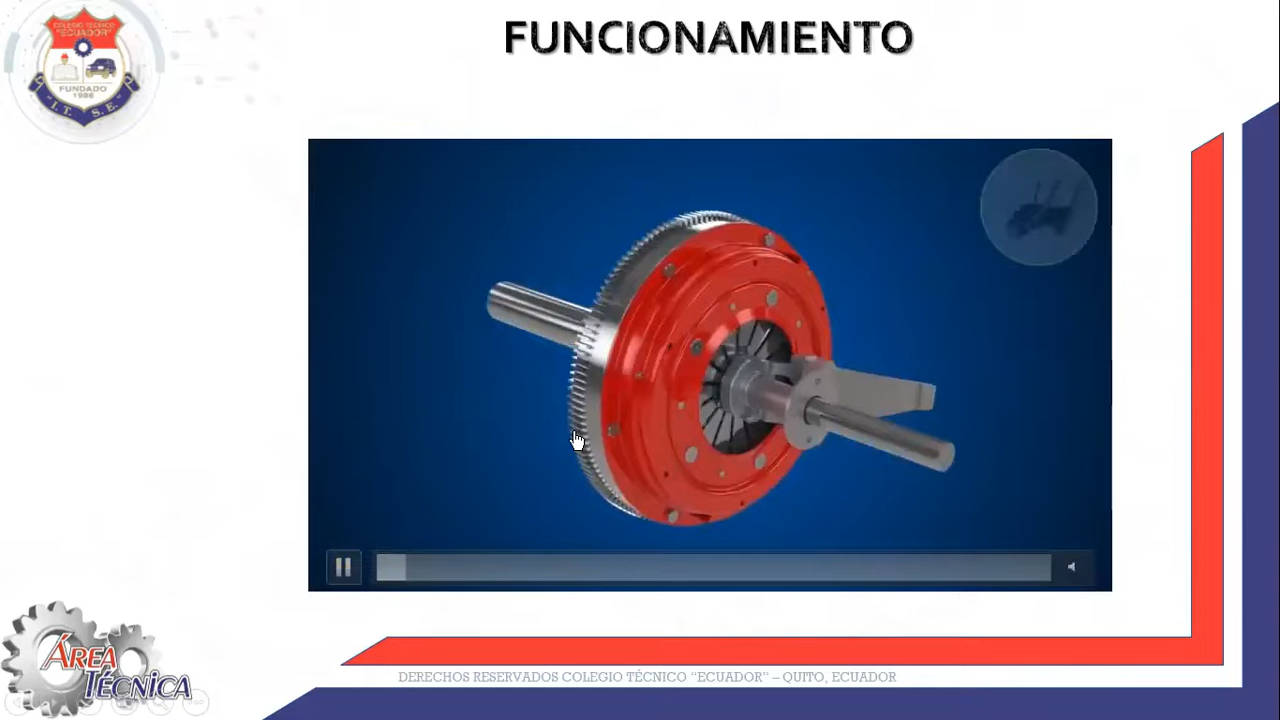 FUNCIONAMIENTO
COLEGIO TÉCNICO
"ECUADOR"
FUNDADO
1986
I.T. S.E.
ÁREA
TÉCNICA
DERECHOS RESERVADOS COLEGIO TÉCNICO “ECUADOR” – QUITO, ECUADOR